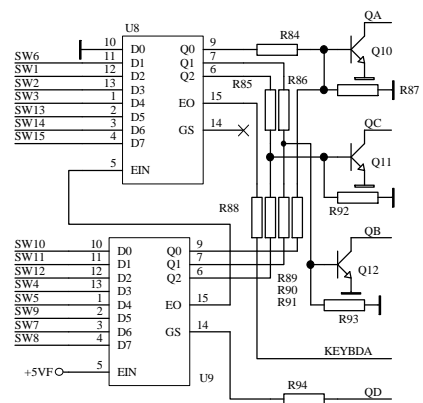 U8 QA
10 D0 Q0 9 R84
SW6 11 D1 Q1 7 Q10
SW1 12 D2 Q2 6 R85 R86 R87
SW2 13 D3
SW3 1 D4 EO 15
SW13 2 D5 QC
SW14 3 D6 GS 14
SW15 4 D7
5 EIN Q11
R88 R92
QB
SW10 10 D0 Q0 9
SW11 11 D1 Q1 7
SW12 12 D2 Q2 6 Q12
SW4 13 D3 R89
SW5 1 D4 EO 15 R90
SW9 2 D5 R91 R93
SW7 3 D6 GS 14
SW8 4 D7 KEYBDA
+5VF 5 EIN U9
R94 QD